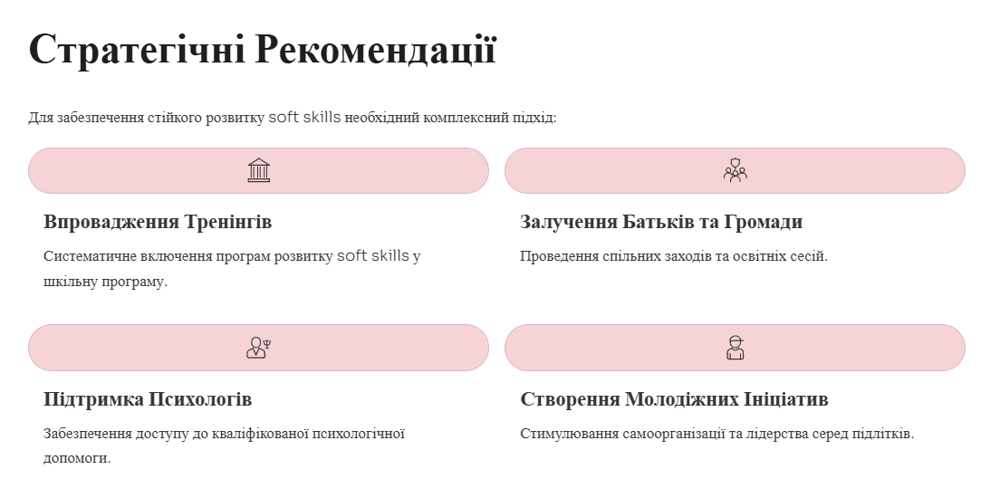 Стратегічні Рекомендації
Для забезпечення стійкого розвитку soft skills необхідний комплексний підхід:
Впровадження Тренінгів
Систематичне включення програм розвитку soft skills у
шкільну програму.
Залучення Батьків та Громади
Проведення спільних заходів та освітніх сесій.
Підтримка Психологів
Забезпечення доступу до кваліфікованої психологічної
допомоги.
Створення Молодіжних Ініціатив
Стимулювання самоорганізації та лідерства серед підлітків.